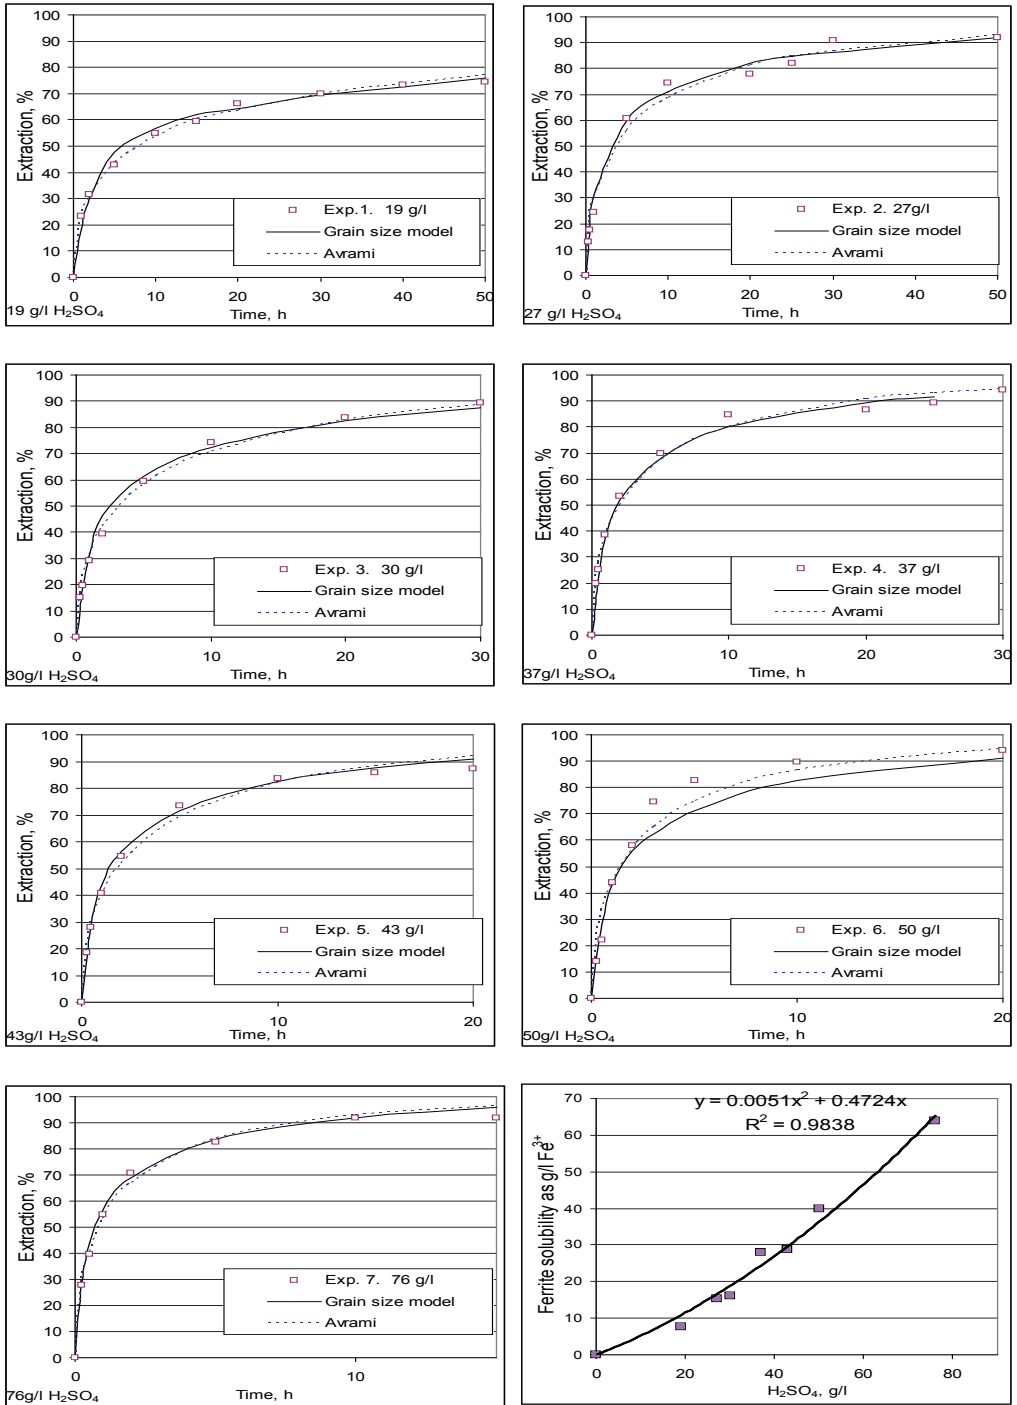 100
90
80
70
60
50
40
30
20
10
0
Extraction, %
Exp.1. 19 g/l
Grain size model
Avrami
0 10 20 30 40 50
19 g/l H₂SO₄ Time, h
100
90
80
70
60
50
40
30
20
10
0
Extraction, %
Exp. 2. 27g/l
Grain size model
Avrami
0 10 20 30 40 50
27 g/l H₂SO₄ Time, h
100
90
80
70
60
50
40
30
20
10
0
Extraction, %
Exp. 3. 30 g/l
Grain size model
Avrami
0 10 20 30
30g/l H₂SO₄ Time, h
100
90
80
70
60
50
40
30
20
10
0
Extraction, %
Exp. 4. 37 g/l
Grain size model
Avrami
0 10 20 30
37g/l H₂SO₄ Time, h
100
90
80
70
60
50
40
30
20
10
0
Extraction, %
Exp. 5. 43 g/l
Grain size model
Avrami
0 10 20
43g/l H₂SO₄ Time, h
100
90
80
70
60
50
40
30
20
10
0
Extraction, %
Exp. 6. 50 g/l
Grain size model
Avrami
0 10 20
50g/l H₂SO₄ Time, h
100
90
80
70
60
50
40
30
20
10
0
Extraction, %
Exp. 7. 76 g/l
Grain size model
Avrami
0 10
76g/l H₂SO₄ Time, h
70
60
50
40
30
20
10
0
Ferrite solubility as g/l Fe³⁺
y = 0.0051x² + 0.4724x
R² = 0.9838
0 20 40 60 80
H₂SO₄, g/l